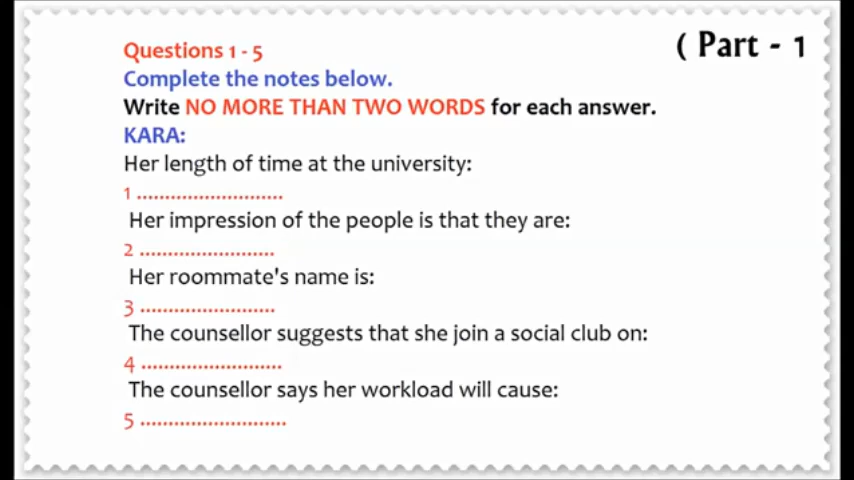 ( Part - 1
Questions 1 - 5
Complete the notes below.
Write NO MORE THAN TWO WORDS for each answer.
KARA:
Her length of time at the university:
1 ..........................
Her impression of the people is that they are:
2 ........................
Her roommate's name is:
3 ........................
The counsellor suggests that she join a social club on:
4 .........................
The counsellor says her workload will cause:
5 ..........................